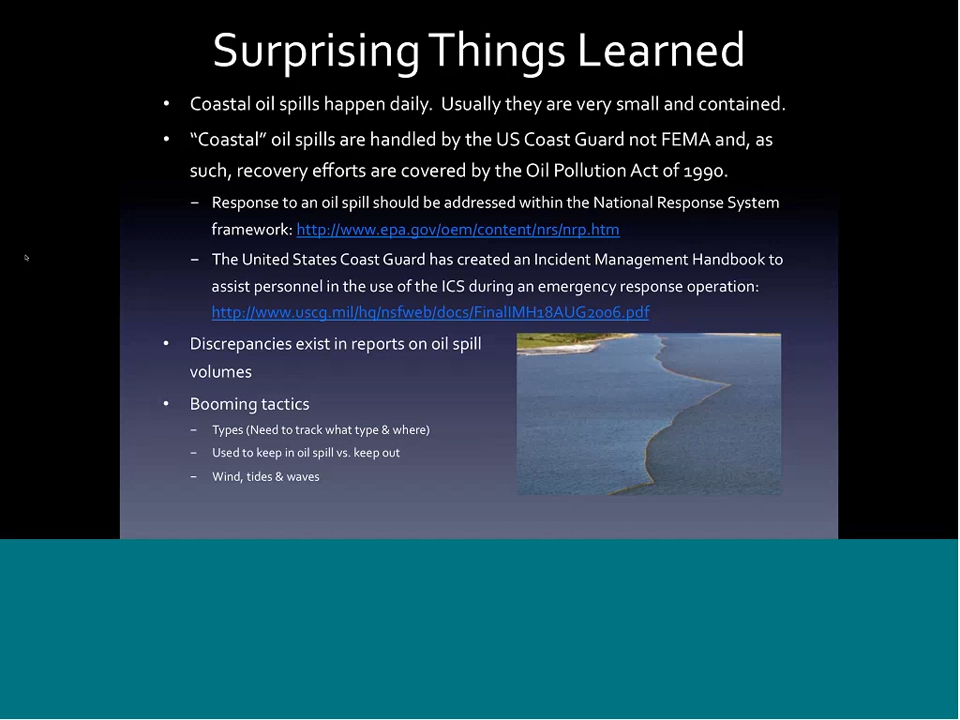 Surprising Things Learned
• Coastal oil spills happen daily. Usually they are very small and contained.
• “Coastal” oil spills are handled by the US Coast Guard not FEMA and, as
such, recovery efforts are covered by the Oil Pollution Act of 1990.
– Response to an oil spill should be addressed within the National Response System
framework: http://www.epa.gov/oem/content/nrs/nrp.htm
– The United States Coast Guard has created an Incident Management Handbook to
assist personnel in the use of the ICS during an emergency response operation:
http://www.uscg.mil/hq/nsfweb/docs/FinalIMH18AUG2006.pdf
• Discrepancies exist in reports on oil spill
volumes
• Booming tactics
– Types (Need to track what type & where)
– Used to keep in oil spill vs. keep out
– Wind, tides & waves